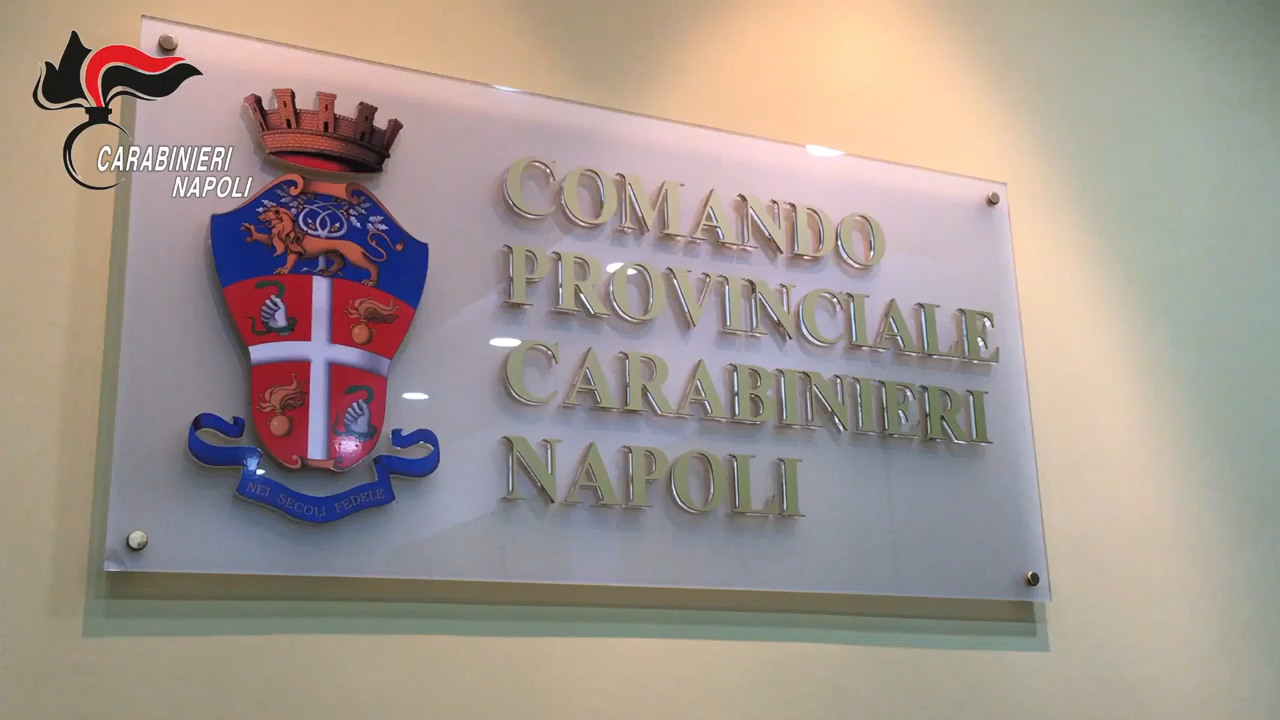 CARABINIERI
NAPOLI
COMANDO
PROVINCIALE
CARABINIERI
NAPOLI
NEI SECOLI FEDELE